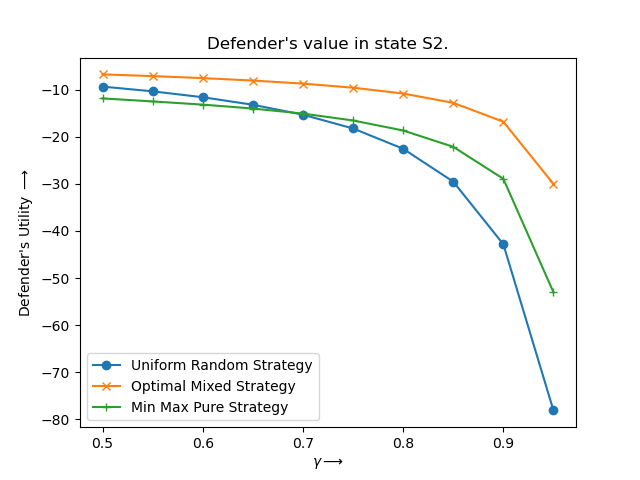 Defender's value in state S2.
Defender's Utility ⟶
−10
−20
−30
−40
−50
−60
−70
−80
Uniform Random Strategy
Optimal Mixed Strategy
Min Max Pure Strategy
0.5 0.6 0.7 0.8 0.9
γ⟶